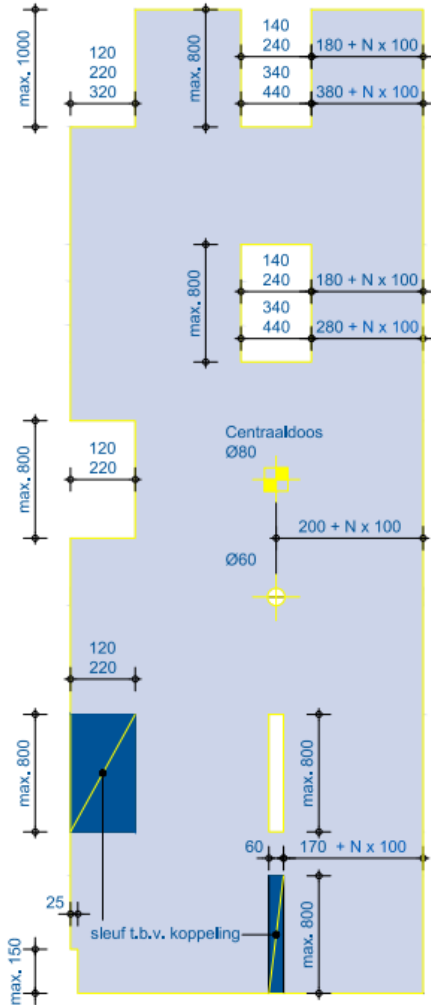 max. 1000
120
220
320
max. 800
140
240
340
440
180 + N x 100
380 + N x 100
max. 800
140
240
340
440
180 + N x 100
280 + N x 100
max. 800
120
220
Centraaldoos
Ø80
200 + N x 100
Ø60
120
220
max. 800
max. 800
60
170 + N x 100
25
sleuf t.b.v. koppeling
max. 800
max. 150